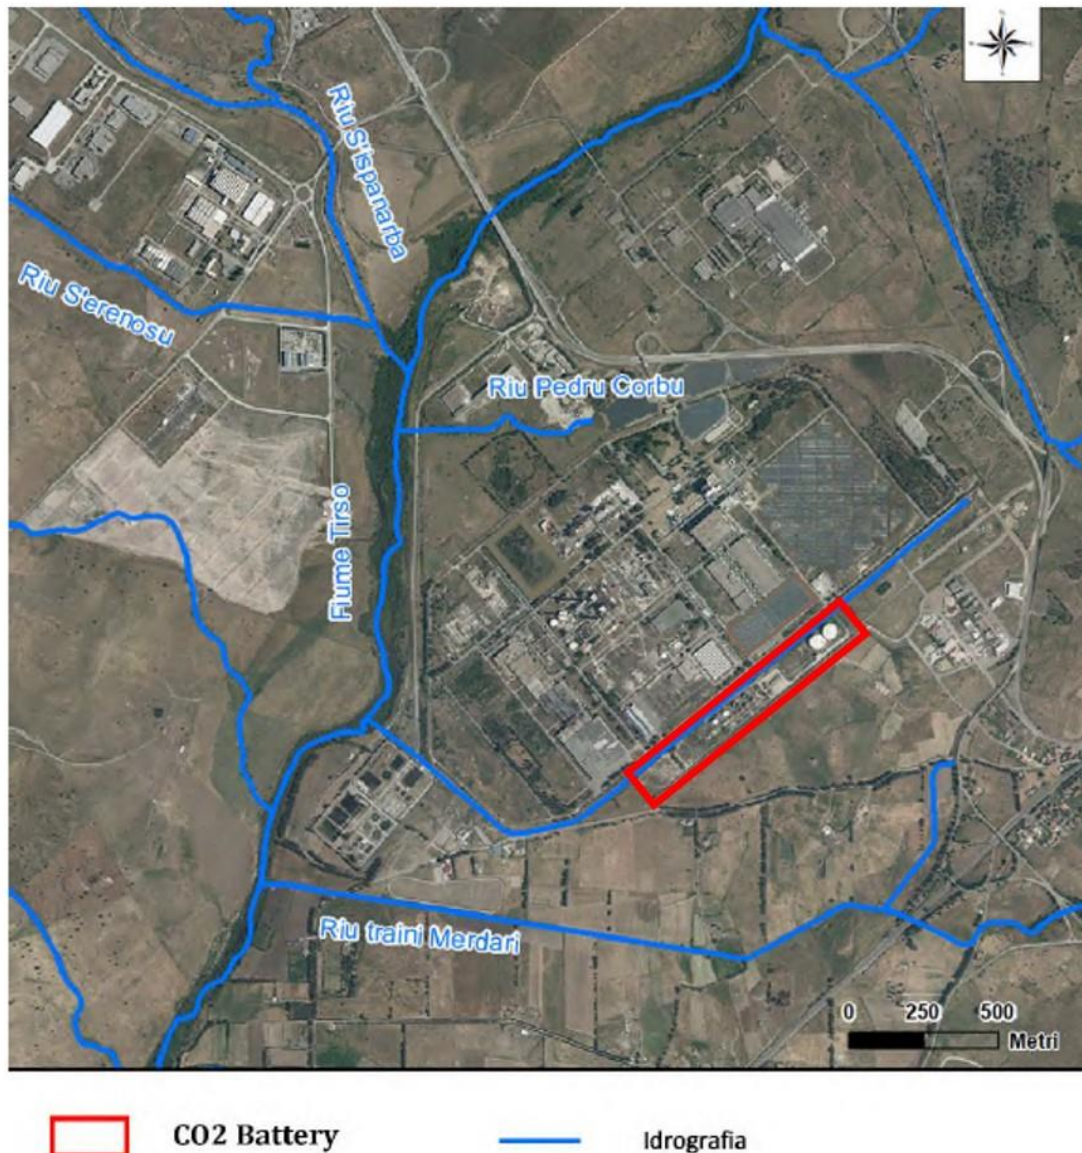 Riu S'ispanarba
Riu S'erenosu
Riu Pedru Corbu
Fiume Tirso
Riu traini Merdari
0 250 500
Metri
CO2 Battery
Idrografia